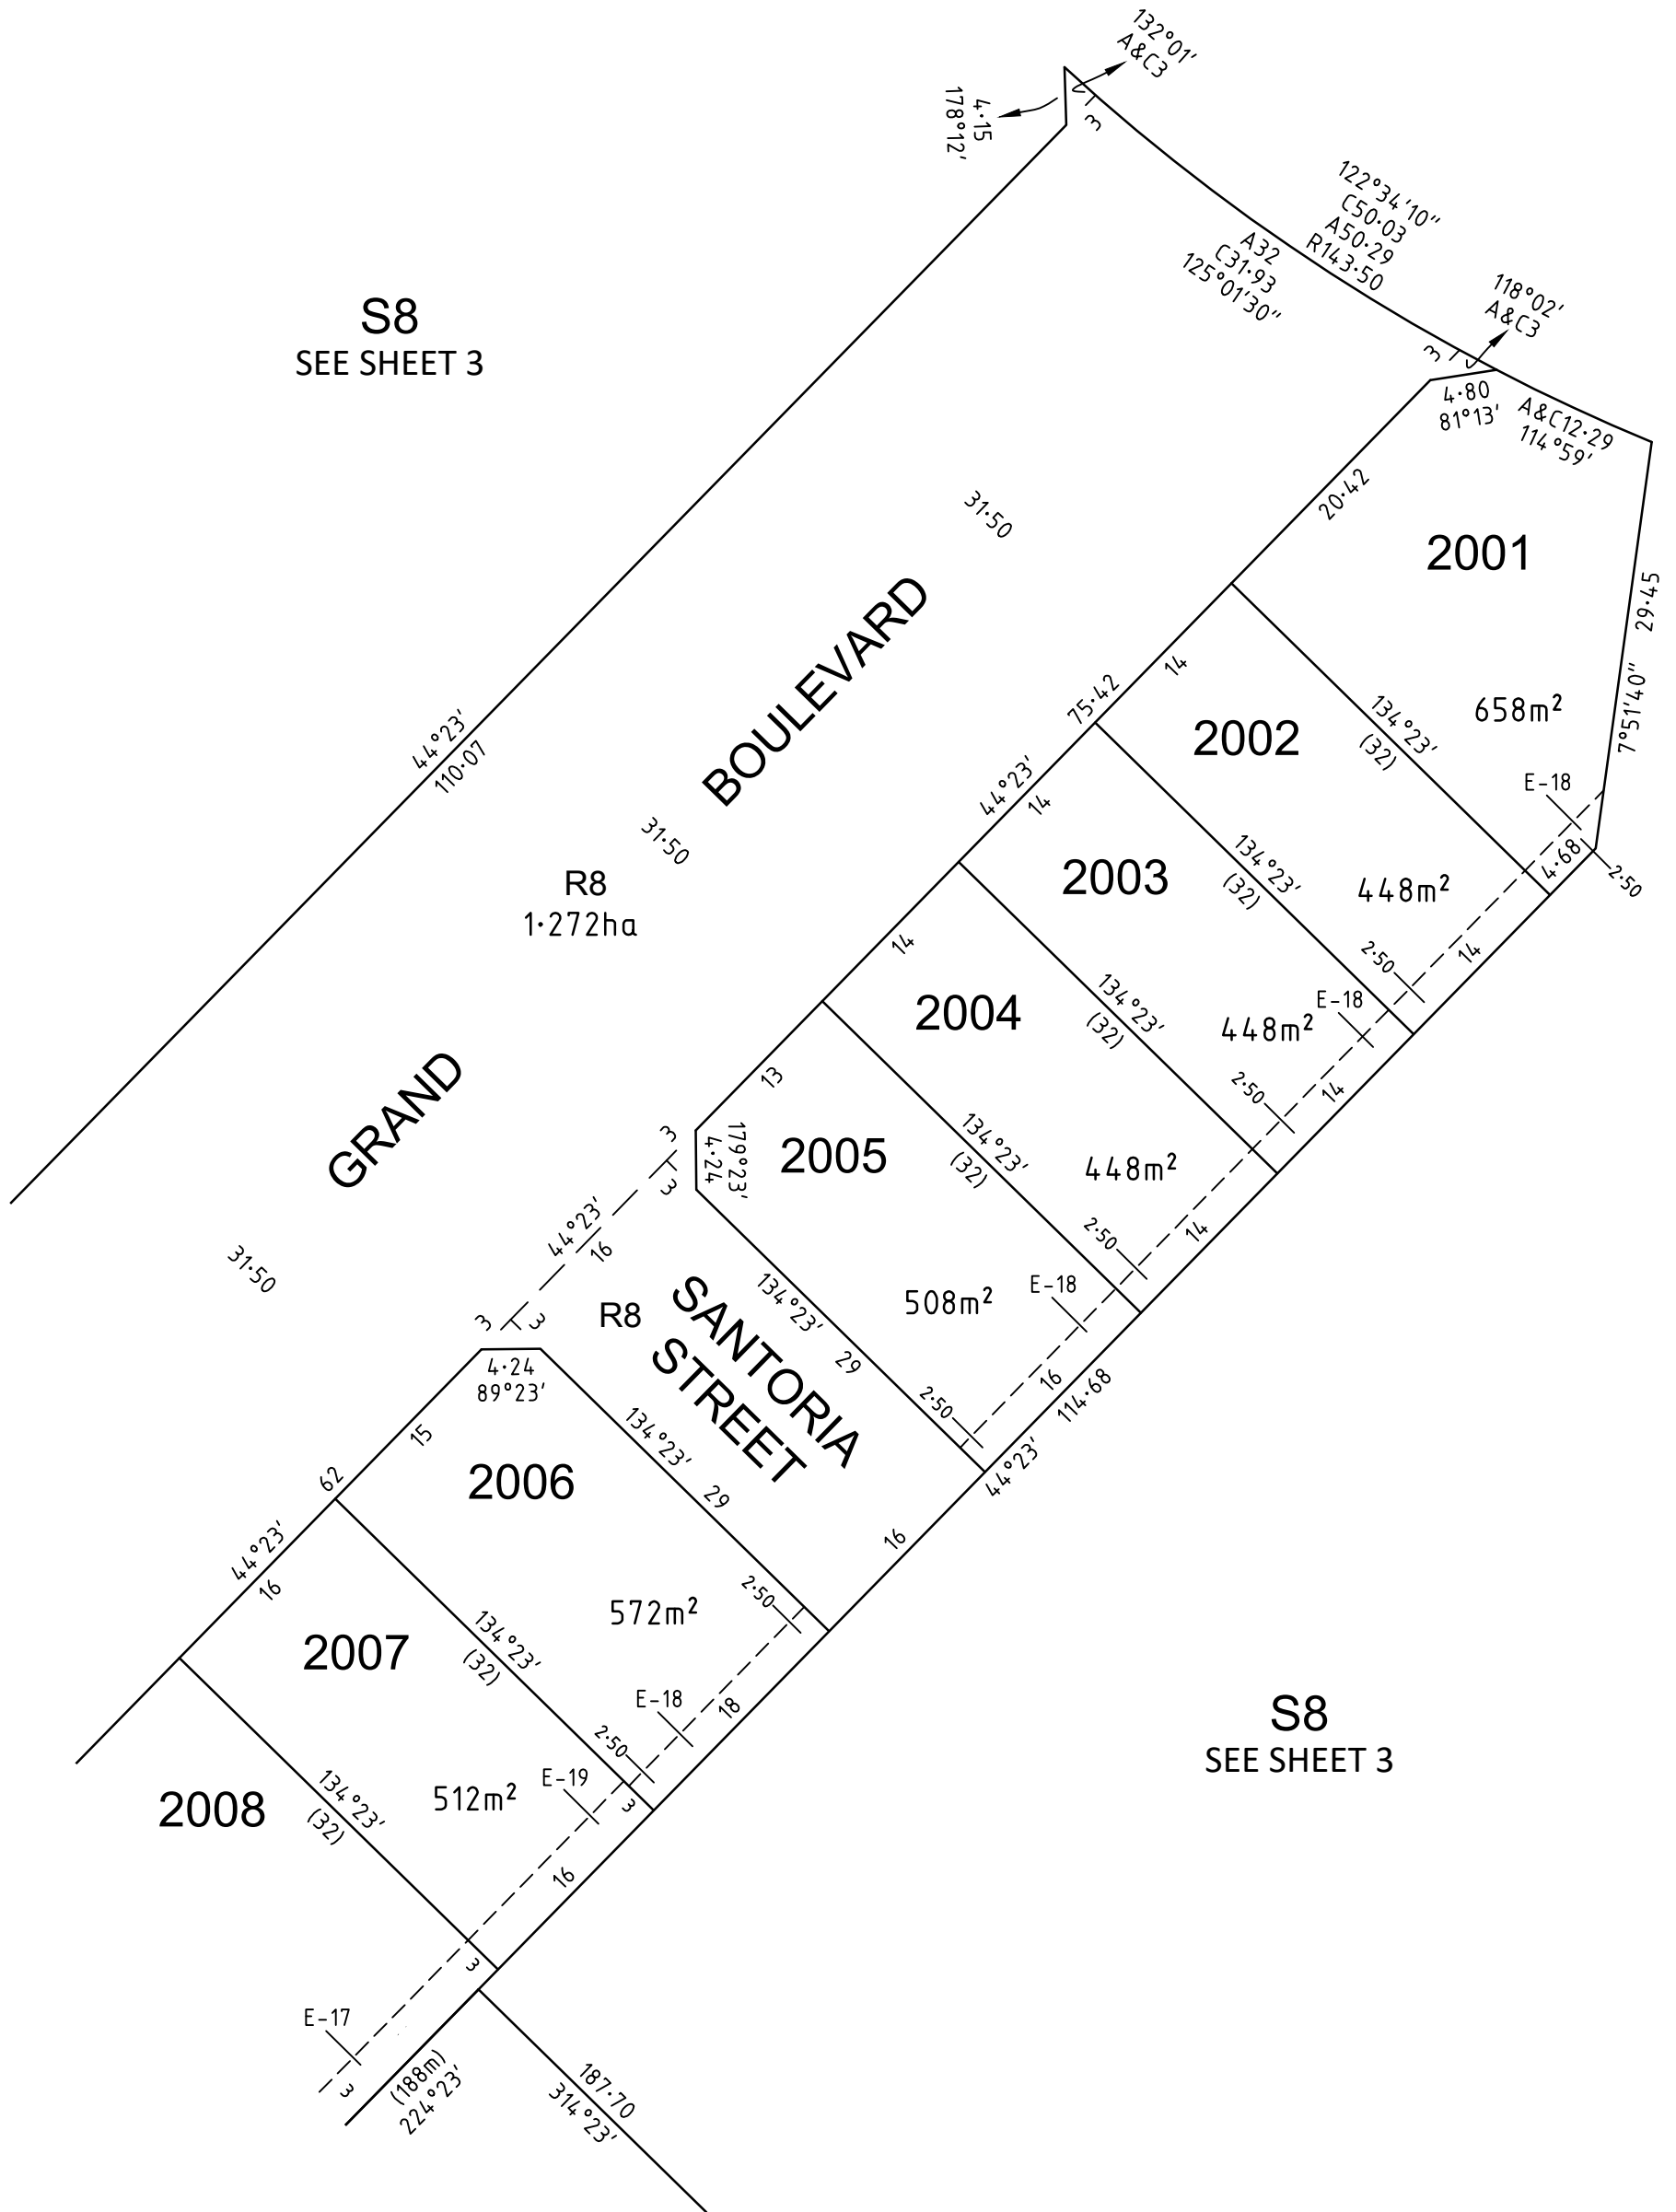 132°01'
A&C3
4·15
178°12'
3
122°34'10"
C50·03
A50·29
R143·50
A32
C31·93
125°01'30"
118°02'
A&C3
3
S8
SEE SHEET 3
4·80
81°13'
A&C12·29
114°59'
20·42
31·50
2001
29·45
7°51'40"
658m²
14
134°23'
(32)
E-18
75·42
2002
44°23'
110·07
BOULEVARD
44°23'
14
134°23'
(32)
448m²
4·68
2·50
31·50
2003
R8
1·272ha
14
2·50
14
134°23'
(32)
E-18
448m²
2004
13
2·50
14
GRAND
3
179°23'
4·24
2005
134°23'
(32)
448m²
3
44°23'
16
2·50
14
31·50
134°23'
508m²
E-18
R8
SANTORIA
STREET
3
3
29
16
114·68
4·24
89°23'
2·50
44°23'
15
134°23'
29
62
2006
16
44°23'
16
2·50
572m²
134°23'
(32)
2007
E-18
18
S8
SEE SHEET 3
2·50
134°23'
(32)
512m²
E-19
3
2008
16
3
E-17
3
(188m)
224°23'
187·70
314°23'